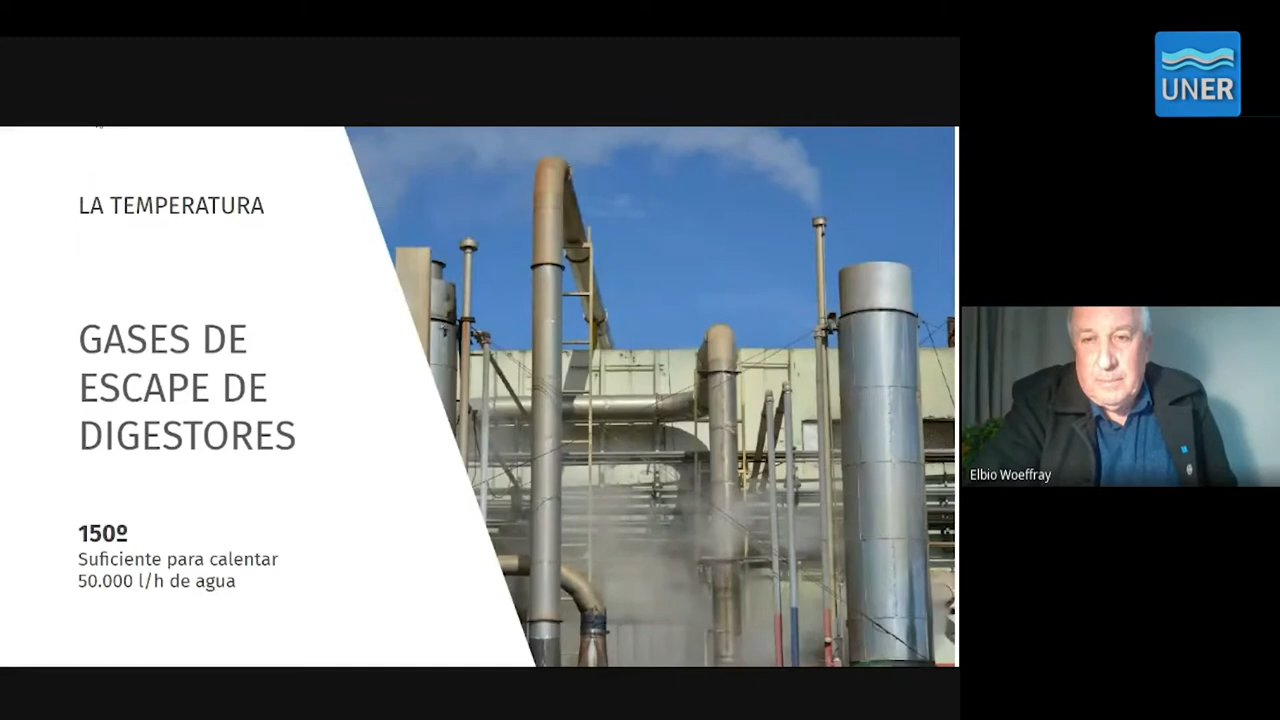 UNER
LA TEMPERATURA
GASES DE
ESCAPE DE
DIGESTORES
150º
Suficiente para calentar
50.000 l/h de agua
Elbio Woeffray